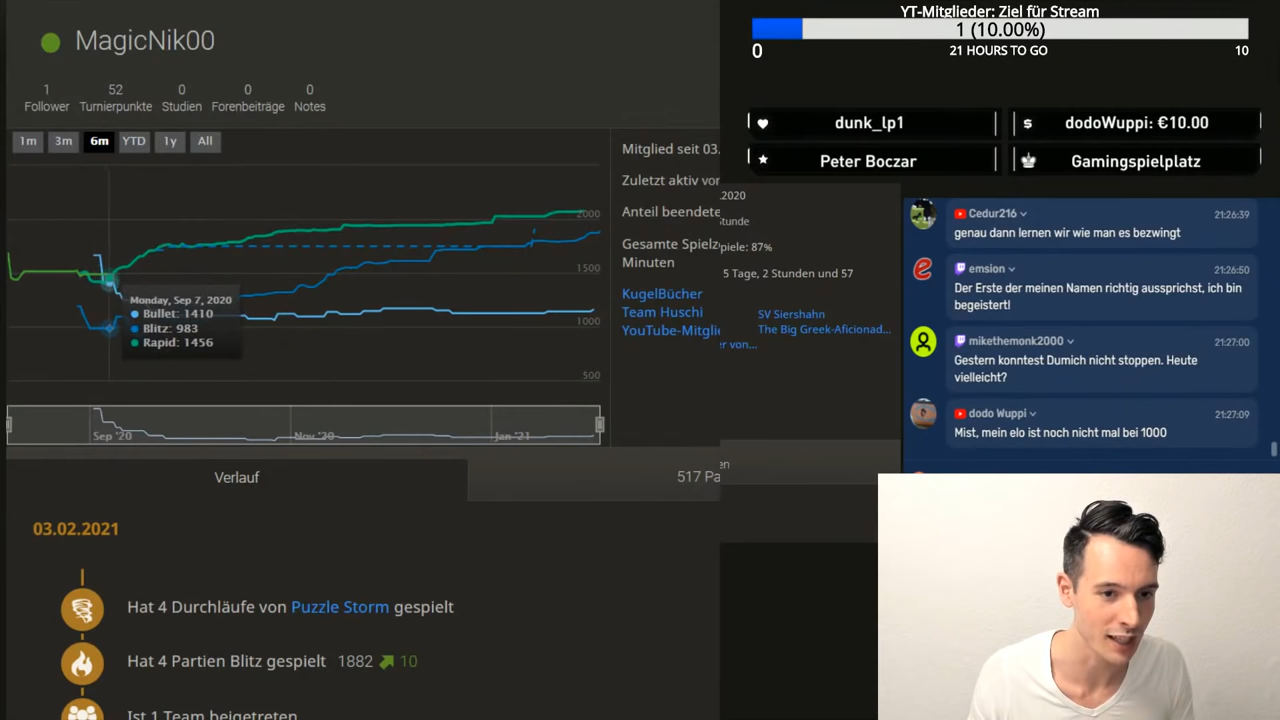 MagicNik00
1
52
0
0
0
Follower
Turnierpunkte
Studien
Forenbeiträge
Notes
1m
3m
6m
YTD
1y
All
2000
1500
1000
500
Monday, Sep 7, 2020
Bullet: 1410
Blitz: 983
Rapid: 1456
Sep '20
Nov '20
Jan '21
Mitglied seit 03.
Zuletzt aktiv vor
Anteil beendete
Gesamte Spielz
Minuten
KugelBücher
Team Huschi
YouTube-Mitglie
.2020
piele: 87%
5 Tage, 2 Stunden und 57
SV Siershahn
The Big Greek-Aficionad...
er von...
Verlauf
517 Pa
en
03.02.2021
Hat 4 Durchläufe von Puzzle Storm gespielt
Hat 4 Partien Blitz gespielt 1882 10
Ist 1 Team beigetreten
YT-Mitglieder: Ziel für Stream
1 (10.00%)
0
21 HOURS TO GO
10
dunk_lp1
dodoWuppi: €10.00
Peter Boczar
Gamingspielplatz
Cedur216
21:26:39
genau dann lernen wir wie man es bezwingt
emsion
21:26:50
Der Erste der meinen Namen richtig ausspricht, ich bin
begeistert!
mikethemonk2000
21:27:00
Gestern konntest Dumich nicht stoppen. Heute
vielleicht?
dodo Wuppi
21:27:09
Mist, mein elo ist noch nicht mal bei 1000